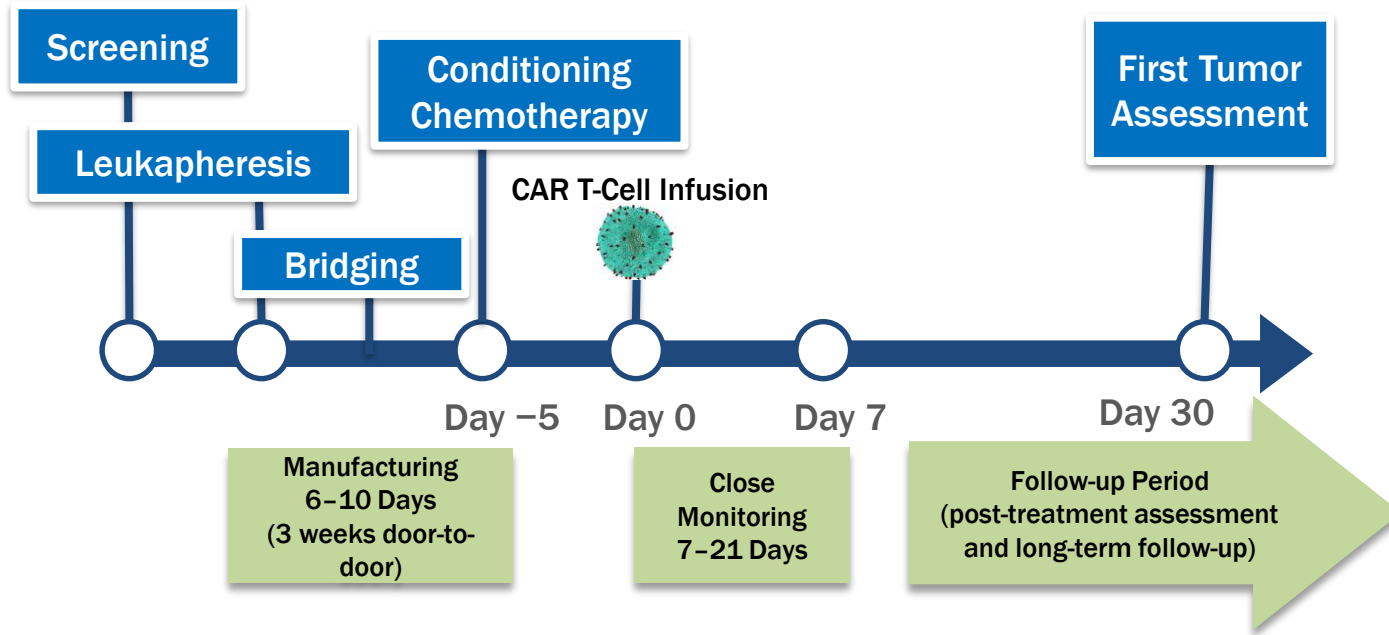 Screening
Leukapheresis
Bridging
Conditioning
Chemotherapy
CAR T-Cell Infusion
First Tumor
Assessment
Day −5
Day 0
Day 7
Day 30
Manufacturing
6–10 Days
(3 weeks door-to-
door)
Close
Monitoring
7–21 Days
Follow-up Period
(post-treatment assessment
and long-term follow-up)